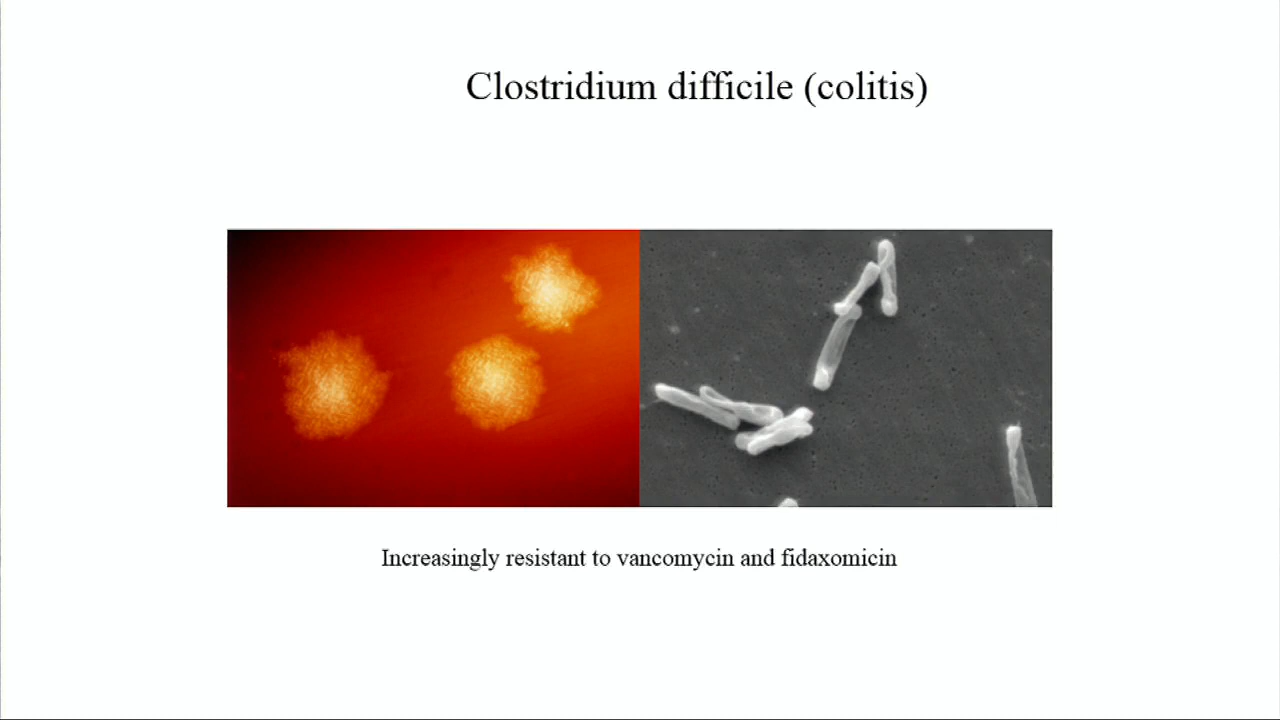 Clostridium difficile (colitis)
Increasingly resistant to vancomycin and fidaxomicin